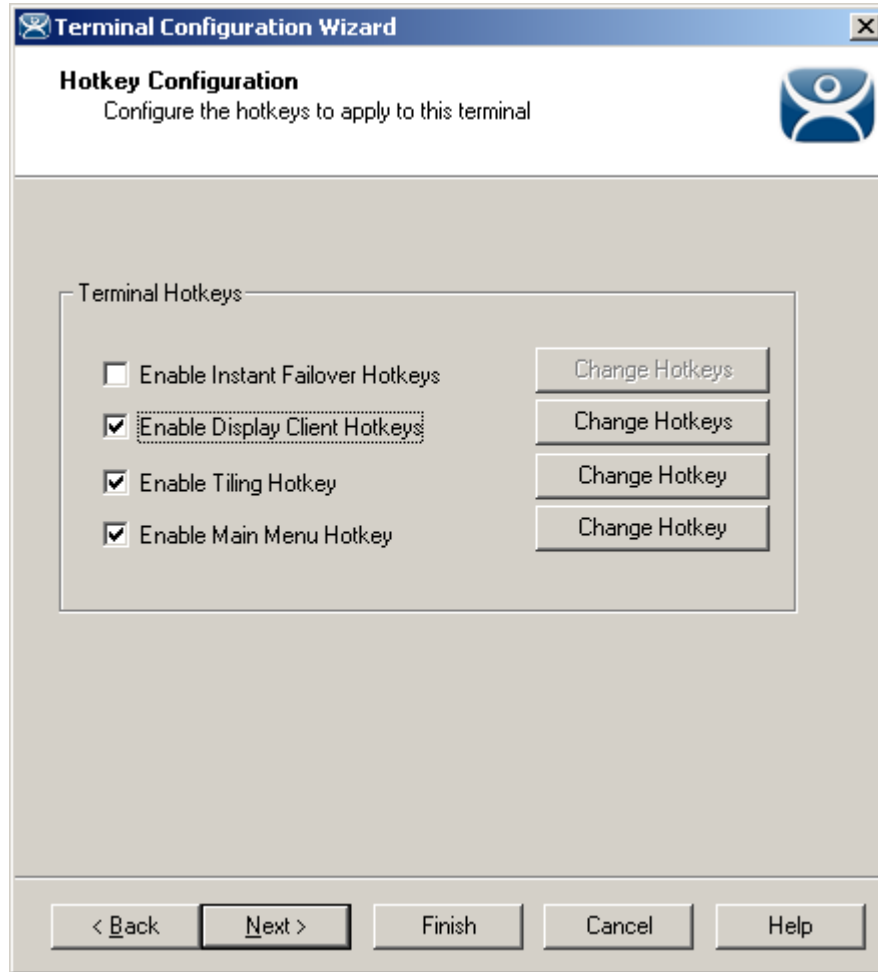 Terminal Configuration Wizard
Hotkey Configuration
Configure the hotkeys to apply to this terminal
Terminal Hotkeys
Enable Instant Failover Hotkeys Change Hotkeys
Enable Display Client Hotkeys Change Hotkeys
Enable Tiling Hotkey Change Hotkey
Enable Main Menu Hotkey Change Hotkey
< Back Next > Finish Cancel Help